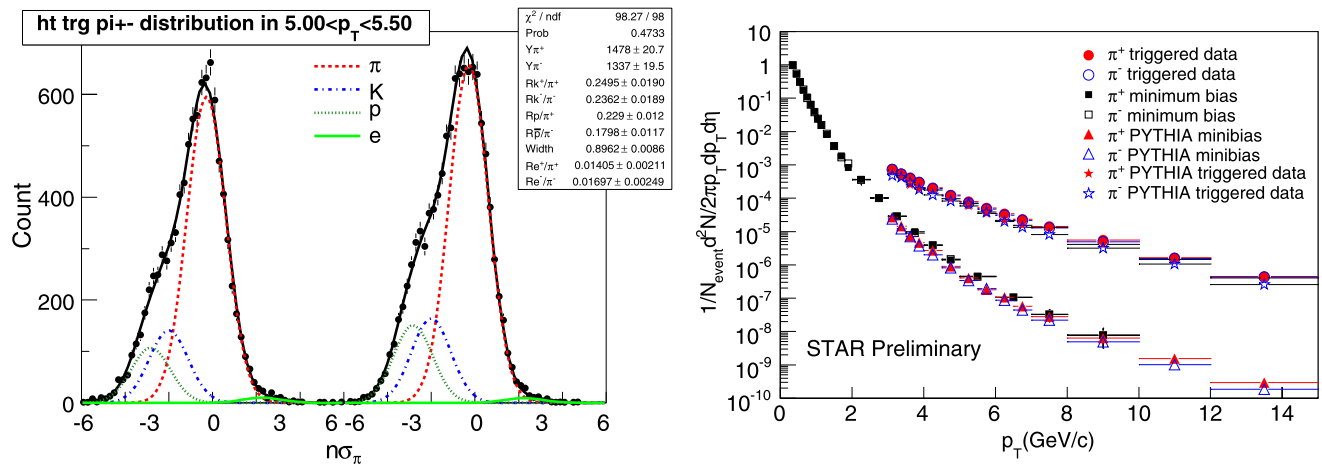 ht trg pi+- distribution in 5.00<p_T<5.50
χ² / ndf 98.27 / 98
Prob 0.4733
Yπ⁺ 1478 ± 20.7
Yπ⁻ 1337 ± 19.5
Rk⁺/π⁺ 0.2495 ± 0.0190
Rk⁻/π⁻ 0.2362 ± 0.0189
Rp/π⁺ 0.229 ± 0.012
Rp̅/π⁻ 0.1798 ± 0.0117
Width 0.8962 ± 0.0086
Re⁺/π⁺ 0.01405 ± 0.00211
Re⁻/π⁻ 0.01697 ± 0.00249
π
K
p
e
Count
600
400
200
0
-6 -3 0 3 6 -6 -3 0 3 6
nσ_π
1/N_event d²N/2πp_T dp_T dη
10
1
10⁻¹
10⁻²
10⁻³
10⁻⁴
10⁻⁵
10⁻⁶
10⁻⁷
10⁻⁸
10⁻⁹
10⁻¹⁰
π⁺ triggered data
π⁻ triggered data
π⁺ minimum bias
π⁻ minimum bias
π⁺ PYTHIA minibias
π⁻ PYTHIA minibias
π⁺ PYTHIA triggered data
π⁻ PYTHIA triggered data
STAR Preliminary
0 2 4 6 8 10 12 14
p_T(GeV/c)